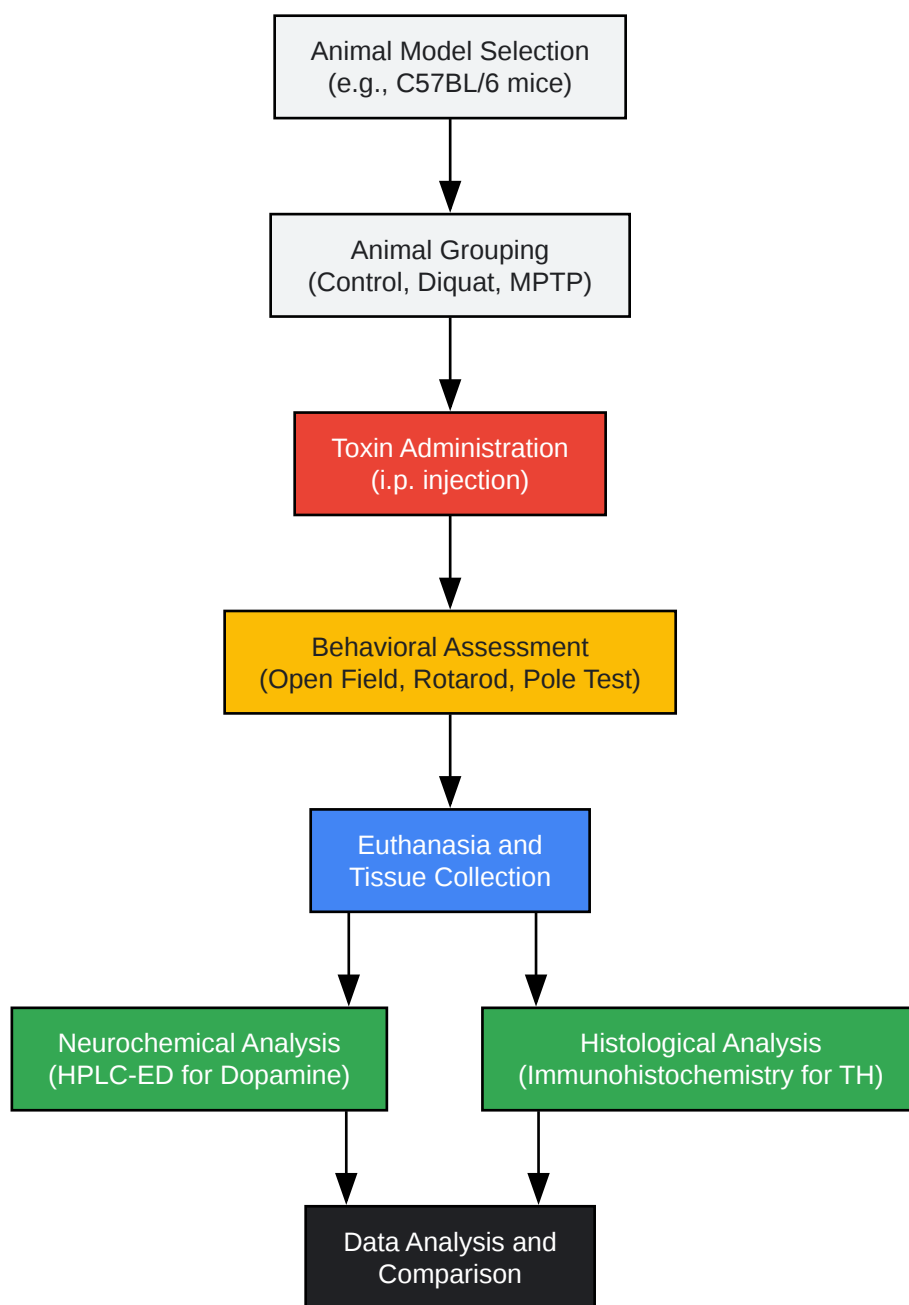 Animal Model Selection
(e.g., C57BL/6 mice)
Animal Grouping
(Control, Diquat, MPTP)
Toxin Administration
(i.p. injection)
Behavioral Assessment
(Open Field, Rotarod, Pole Test)
Euthanasia and
Tissue Collection
Neurochemical Analysis
(HPLC-ED for Dopamine)
Histological Analysis
(Immunohistochemistry for TH)
Data Analysis and
Comparison